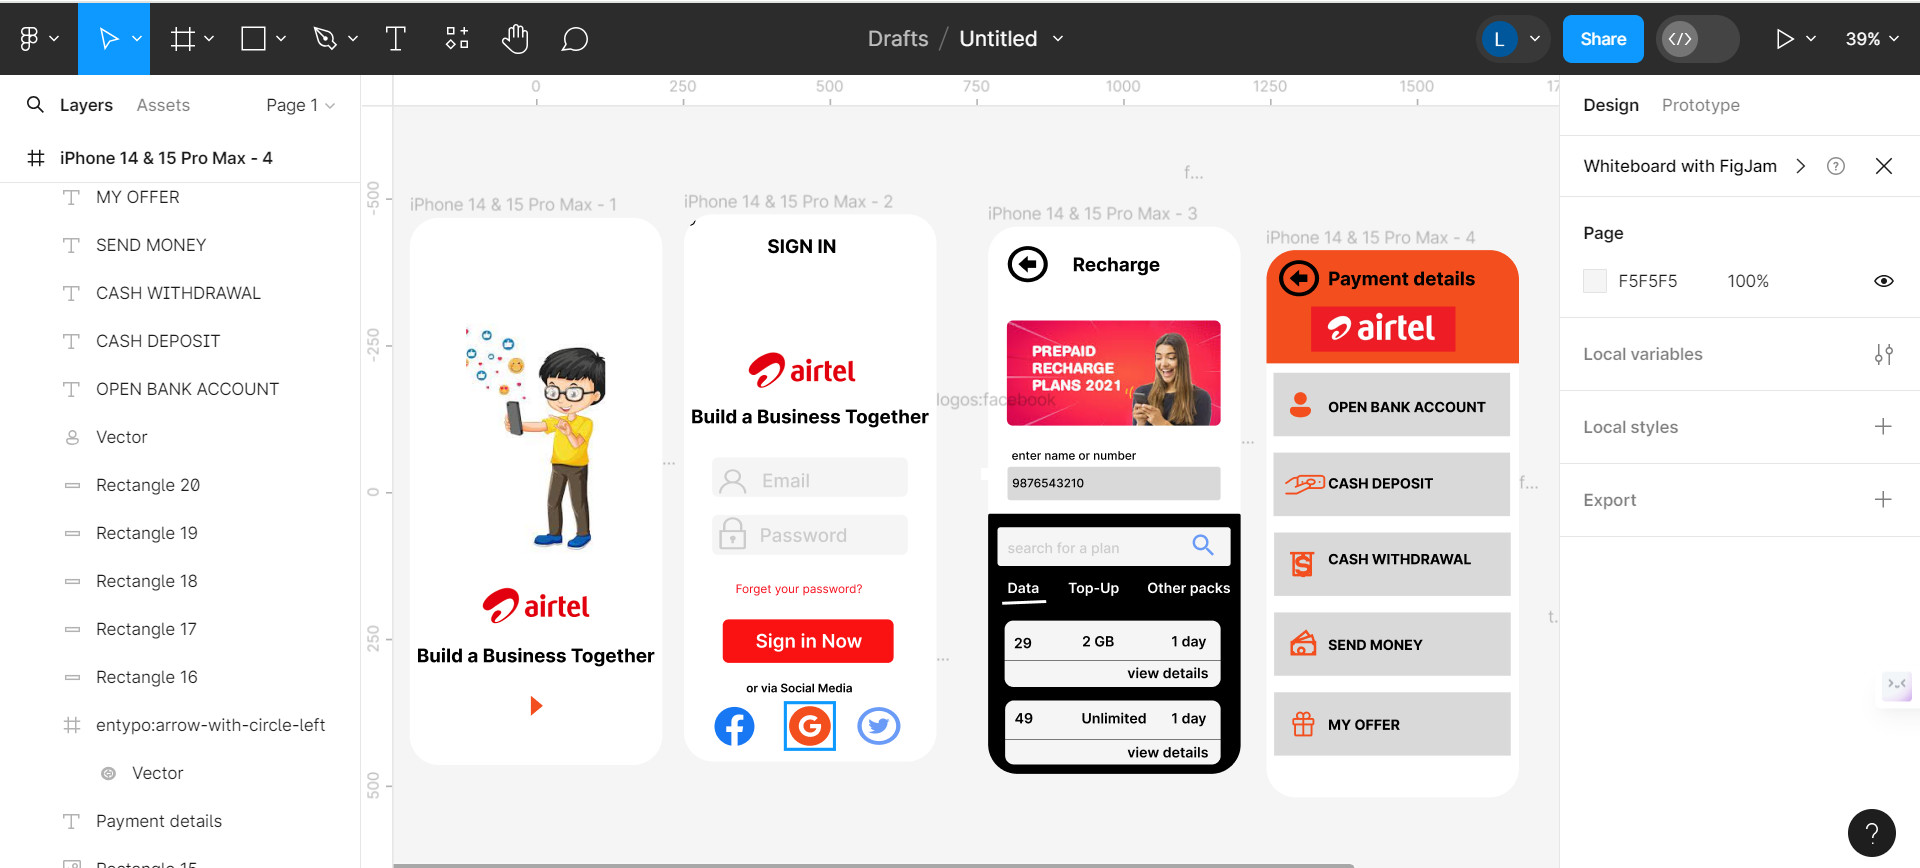 Drafts / Untitled
L
Share
39%
Layers
Assets
Page 1
iPhone 14 & 15 Pro Max - 4
MY OFFER
SEND MONEY
CASH WITHDRAWAL
CASH DEPOSIT
OPEN BANK ACCOUNT
Vector
Rectangle 20
Rectangle 19
Rectangle 18
Rectangle 17
Rectangle 16
entypo:arrow-with-circle-left
Vector
Payment details
Rectangle 15
0 250 500 750 1000 1250 1500 17
-500
-250
0
250
500
iPhone 14 & 15 Pro Max - 1
airtel
Build a Business Together
iPhone 14 & 15 Pro Max - 2
SIGN IN
airtel
Build a Business Together
Email
Password
Forget your password?
Sign in Now
or via Social Media
G
logos:facebook
...
...
f...
iPhone 14 & 15 Pro Max - 3
Recharge
PREPAID
RECHARGE
PLANS 2021
enter name or number
9876543210
search for a plan
Data Top-Up Other packs
29 2 GB 1 day
view details
49 Unlimited 1 day
view details
...
iPhone 14 & 15 Pro Max - 4
Payment details
airtel
OPEN BANK ACCOUNT
CASH DEPOSIT
CASH WITHDRAWAL
SEND MONEY
MY OFFER
f...
t.
Design
Prototype
Whiteboard with FigJam
?
Page
F5F5F5 100%
Local variables
Local styles
Export
?